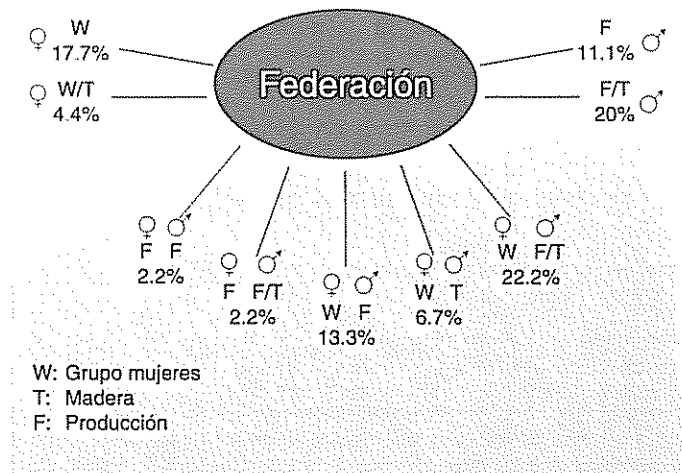 ♀ W
17.7%
♀ W/T
4.4%
Federación
F ♂
11.1%
F/T ♂
20%
♀ ♂
F F
2.2%
♀ ♂
F F/T
2.2%
♀ ♂
W F
13.3%
♀ ♂
W T
6.7%
♀ ♂
W F/T
22.2%
W: Grupo mujeres
T: Madera
F: Producción